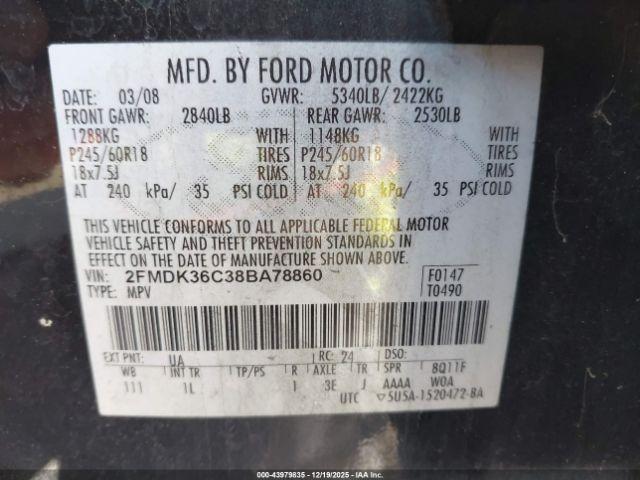 MFD. BY FORD MOTOR CO.
DATE: 03/08 GVWR: 5340LB/ 2422KG
FRONT GAWR: 2840LB REAR GAWR: 2530LB
1288KG WITH 1148KG WITH
P245/60R18 TIRES P245/60R18 TIRES
18x7.5J RIMS 18x7.5J RIMS
AT 240 kPa/ 35 PSI COLD AT 240 kPa/ 35 PSI COLD
THIS VEHICLE CONFORMS TO ALL APPLICABLE FEDERAL MOTOR
VEHICLE SAFETY AND THEFT PREVENTION STANDARDS IN
EFFECT ON THE DATE OF MANUFACTURE SHOWN ABOVE.
VIN: 2FMDK36C38BA78860 F0147
TYPE: MPV T0490
EXT PNT: UA RC: 24 DSO:
WB INT TR TP/PS R AXLE TR SPR 8Q11F
111 1L I 3E J AAAA WOA
UTC ▽5U5A-1520472-BA
© IMAGE 000-43979835 - 12/19/2025 - IAA, INC.